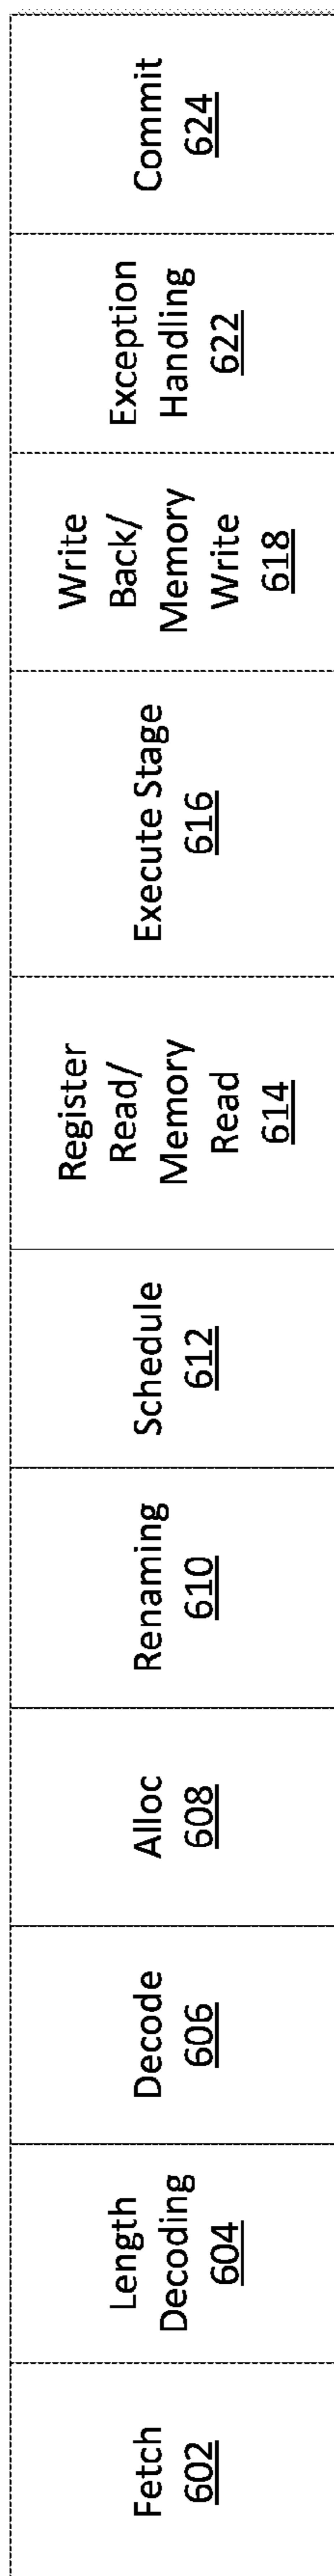 Fetch
602
Length
Decoding
604
Decode
606
Alloc
608
Renaming
610
Schedule
612
Register
Read/
Memory
Read
614
Execute Stage
616
Write
Back/
Memory
Write
618
Exception
Handling
622
Commit
624